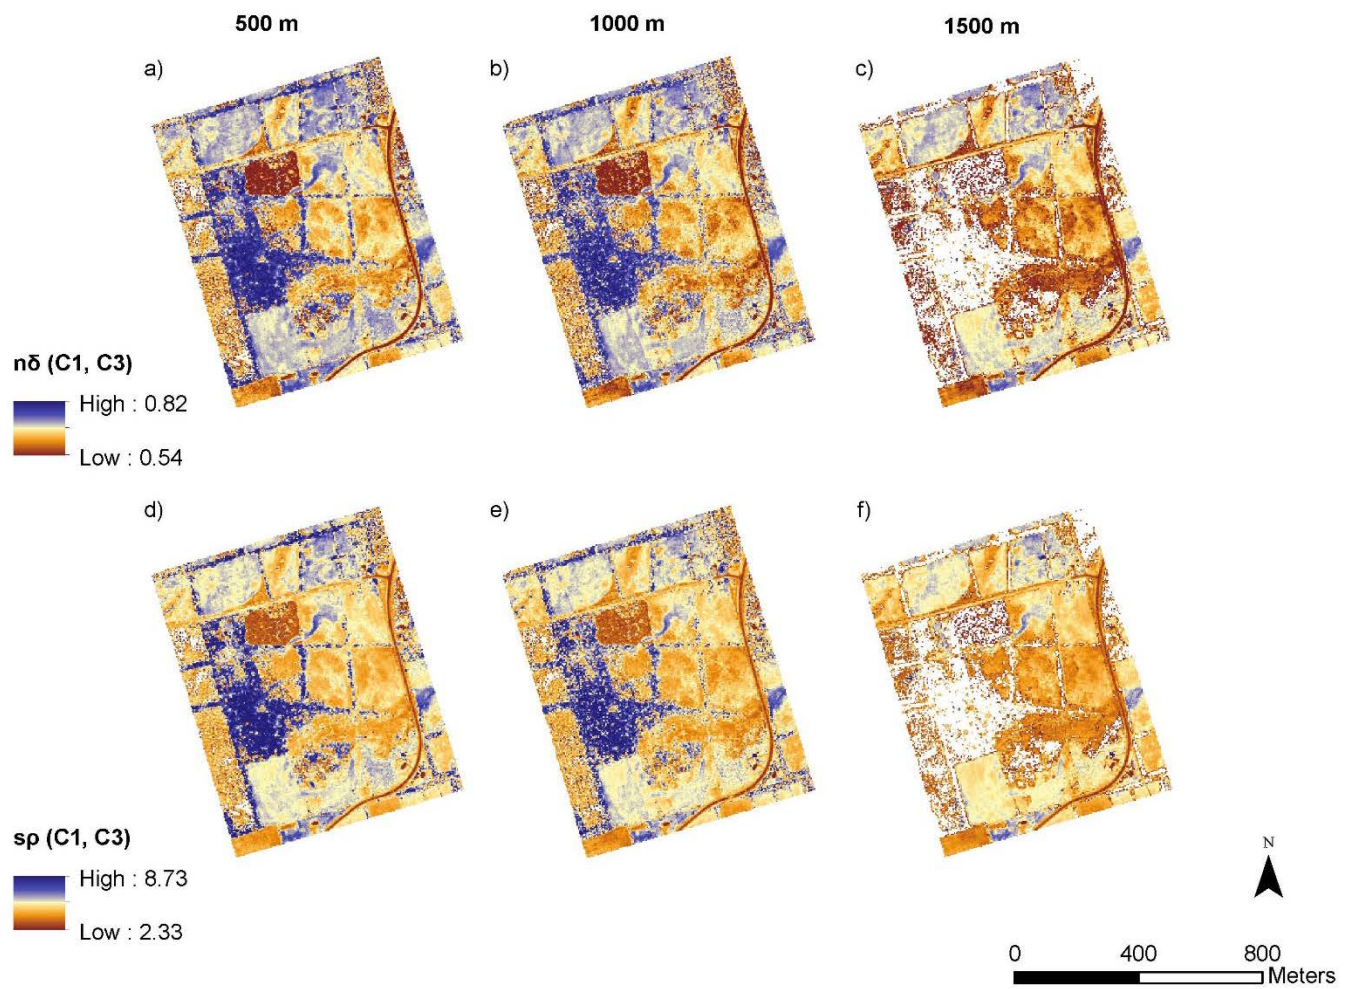 500 m
1000 m
1500 m
a)
b)
c)
nδ (C1, C3)
High : 0.82
Low : 0.54
d)
e)
f)
sρ (C1, C3)
High : 8.73
Low : 2.33
N
0 400 800
Meters